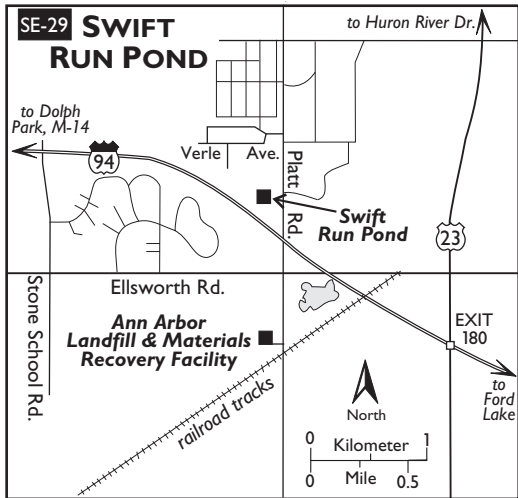 SE-29 SWIFT
RUN POND
to Huron River Dr.
to Dolph
Park, M-14
94
Verle Ave.
Platt
Rd.
Swift
Run Pond
23
Ellsworth Rd.
Stone School Rd.
Ann Arbor
Landfill & Materials
Recovery Facility
EXIT
180
railroad tracks
North
to
Ford
Lake
0 Kilometer 1
0 Mile 0.5